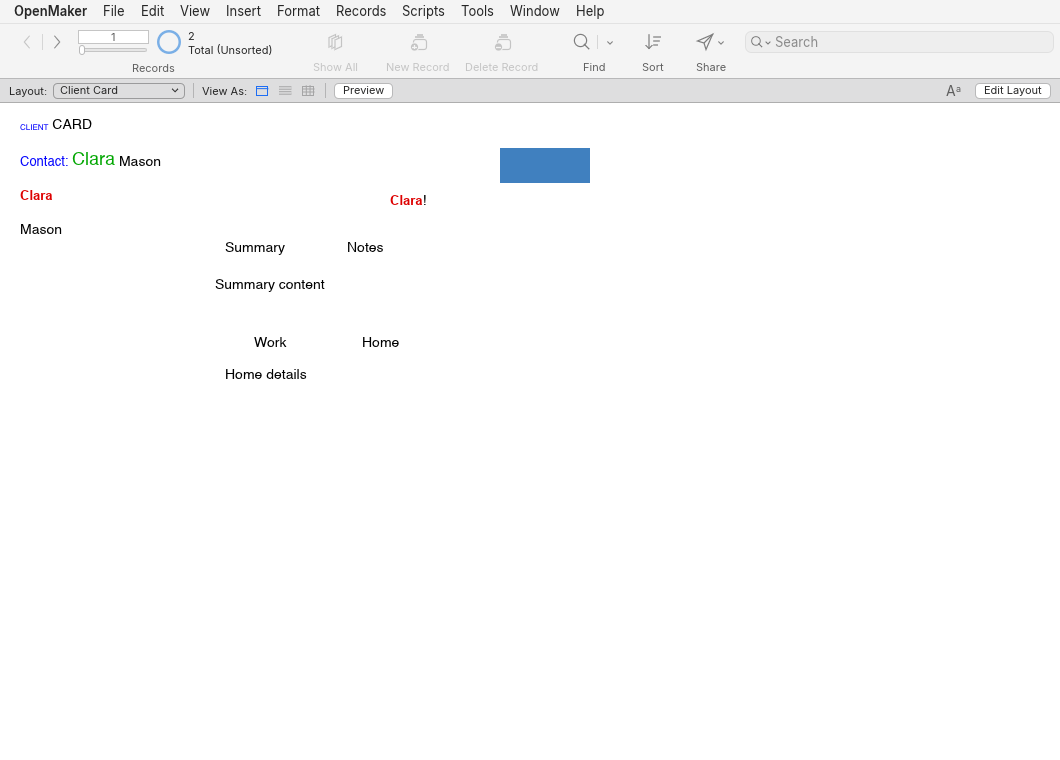 OpenMaker File Edit View Insert Format Records Scripts Tools Window Help
1
2
Total (Unsorted)
Search
Records
Show All
New Record
Delete Record
Find
Sort
Share
Layout: Client Card View As: Preview Aa Edit Layout
CLIENT CARD
Contact: Clara Mason
Clara
Clara!
Mason
Summary Notes
Summary content
Work Home
Home details